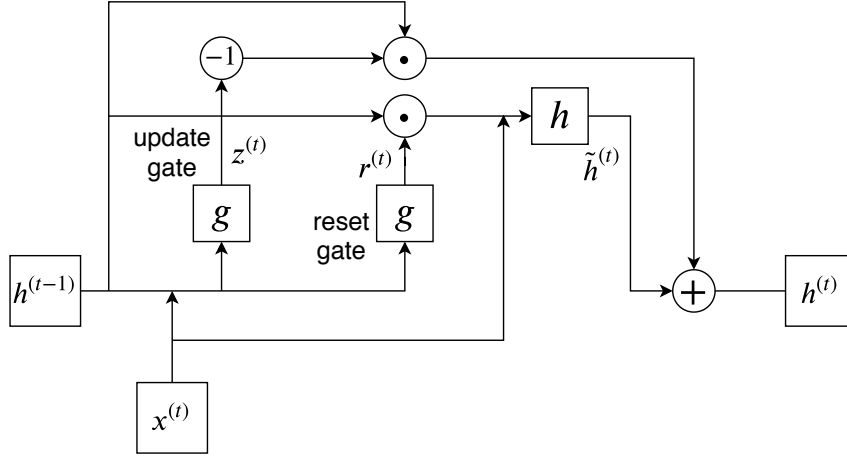 −1
h
update
gate
z^(t)
r^(t)
h̃^(t)
g
reset
gate
g
h^(t−1)
+
h^(t)
x^(t)